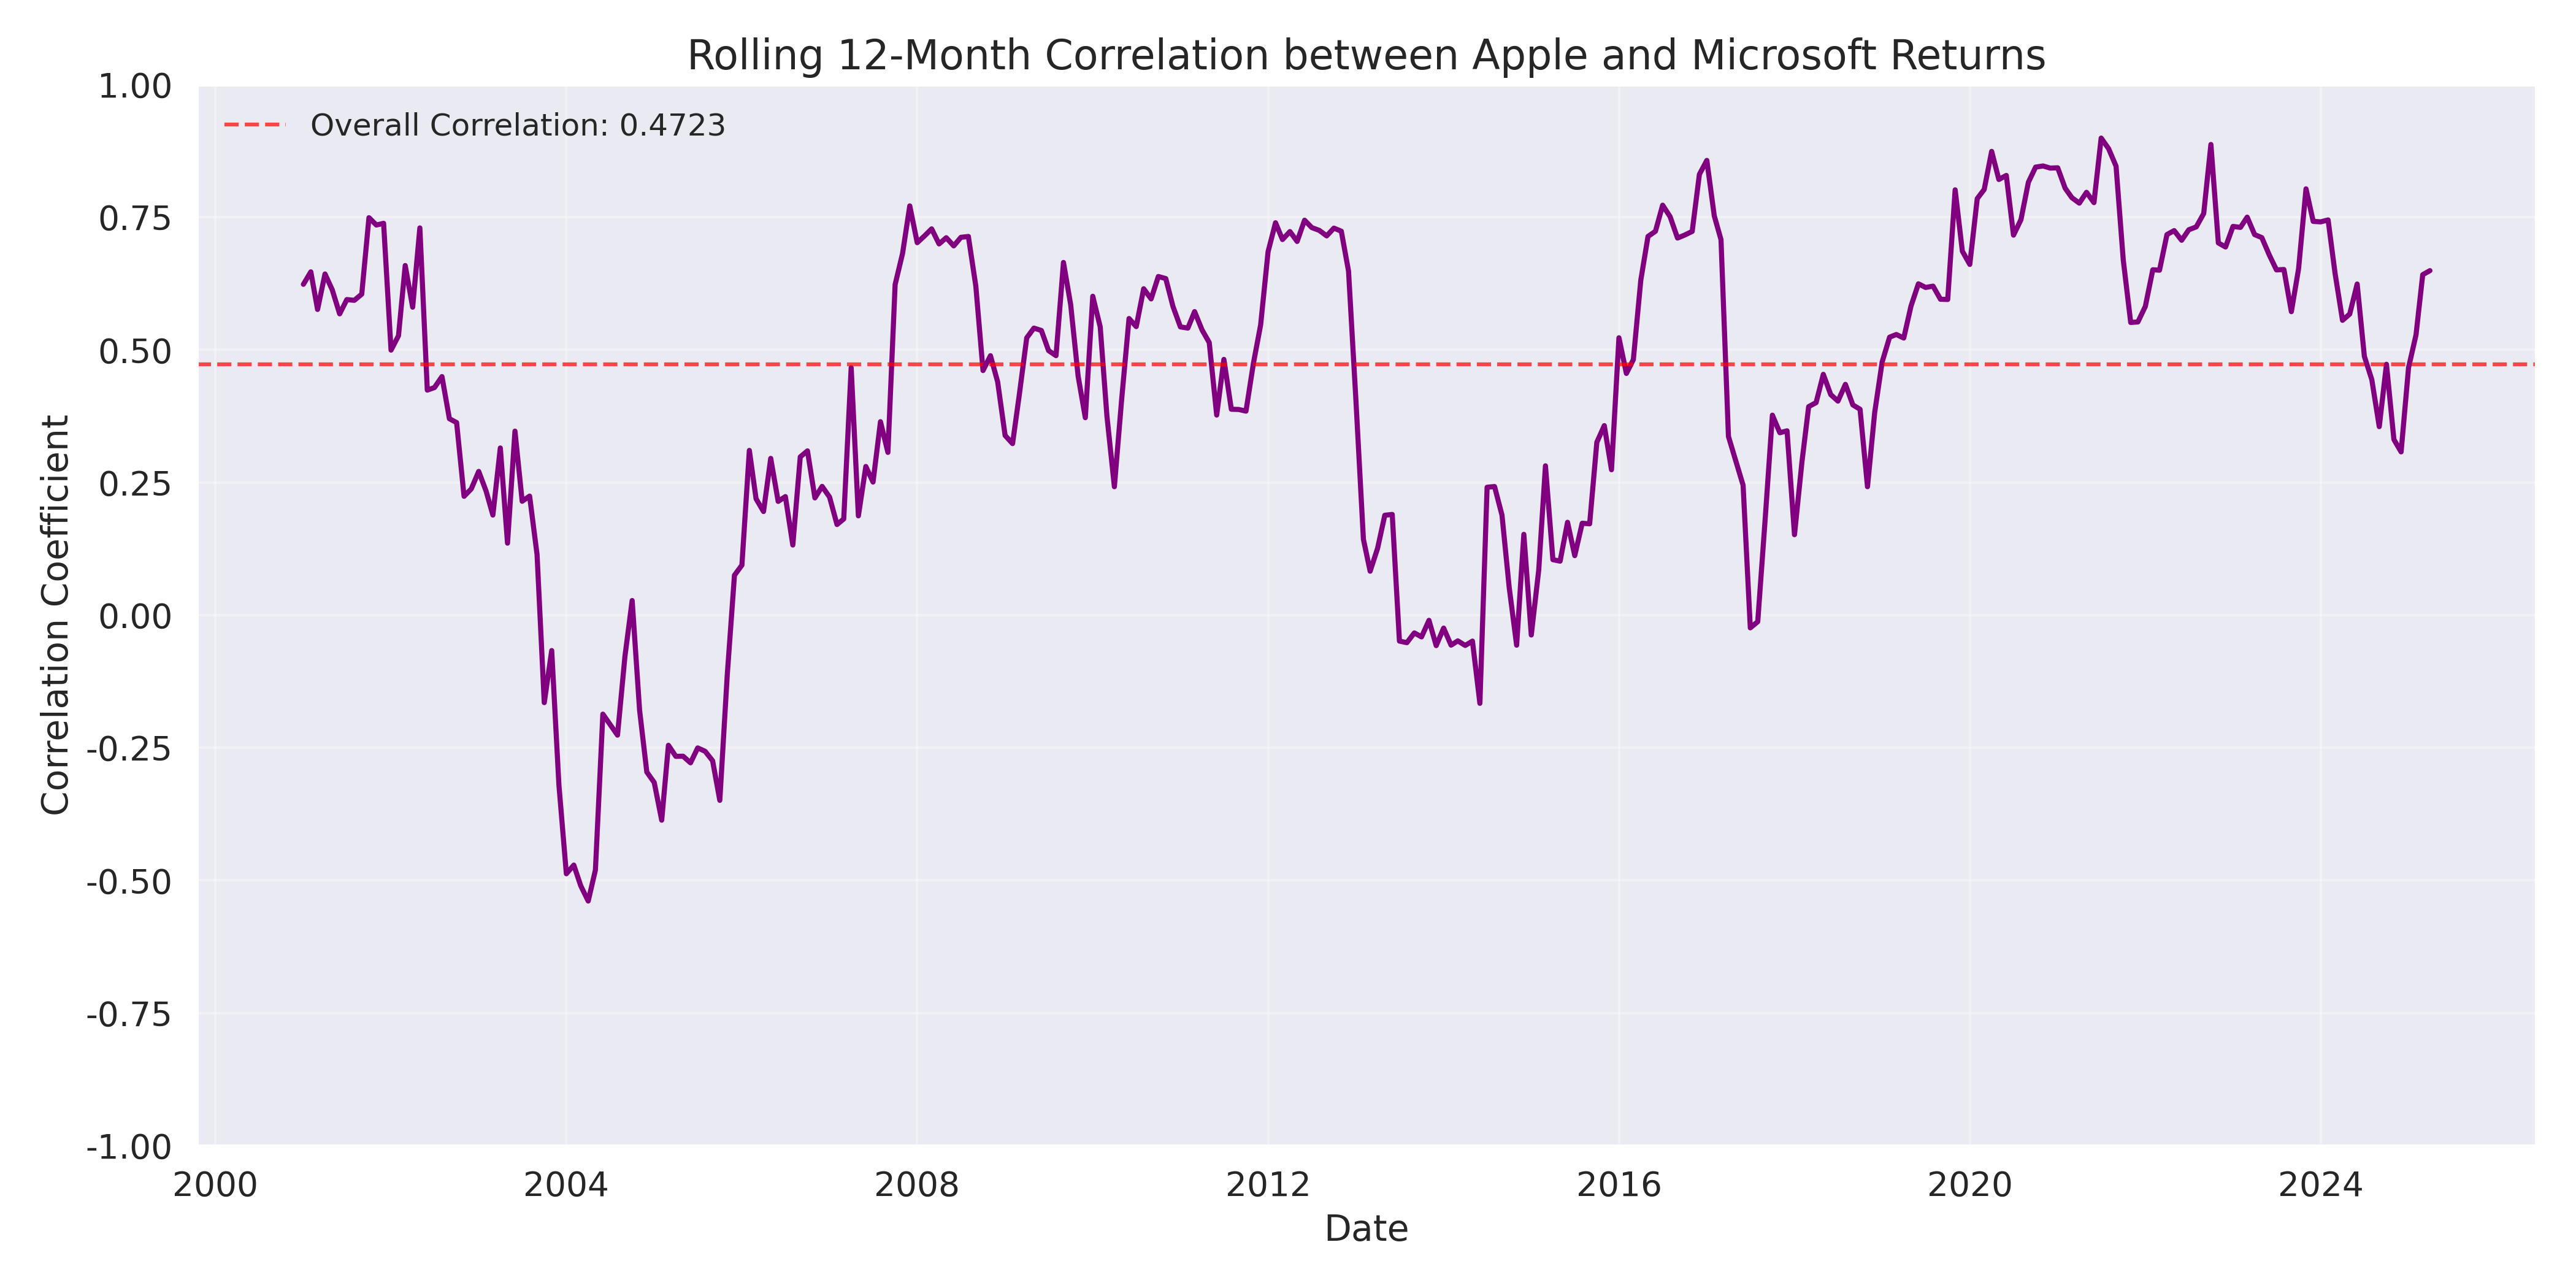 Rolling 12-Month Correlation between Apple and Microsoft Returns
Overall Correlation: 0.4723
Correlation Coefficient
1.00
0.75
0.50
0.25
0.00
-0.25
-0.50
-0.75
-1.00
2000 2004 2008 2012 2016 2020 2024
Date